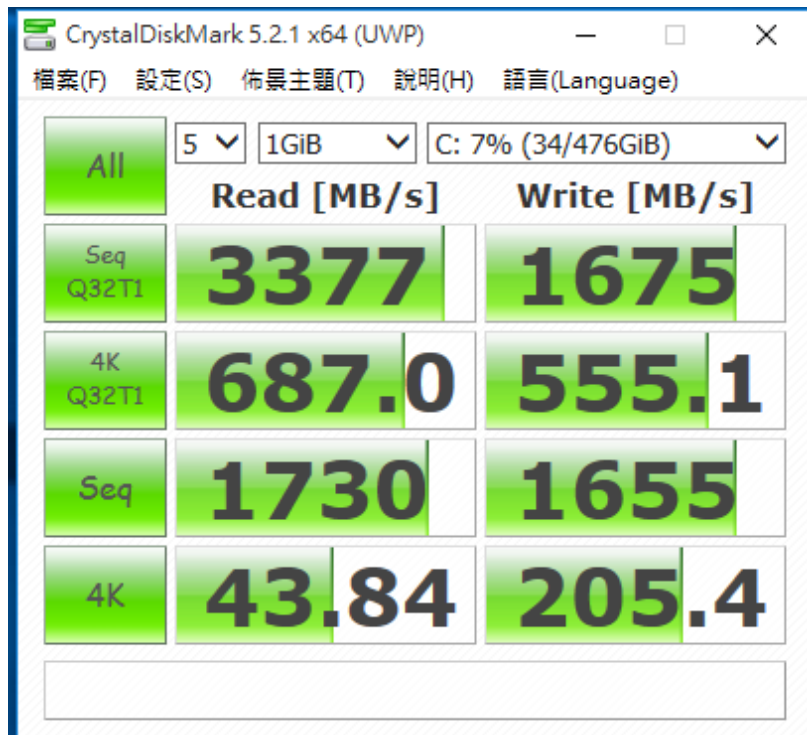 CrystalDiskMark 5.2.1 x64 (UWP)
檔案(F) 設定(S) 佈景主題(T) 說明(H) 語言(Language)
All 5 1GiB C: 7% (34/476GiB)
Read [MB/s] Write [MB/s]
Seq
Q32T1 3377 1675
4K
Q32T1 687.0 555.1
Seq 1730 1655
4K 43.84 205.4